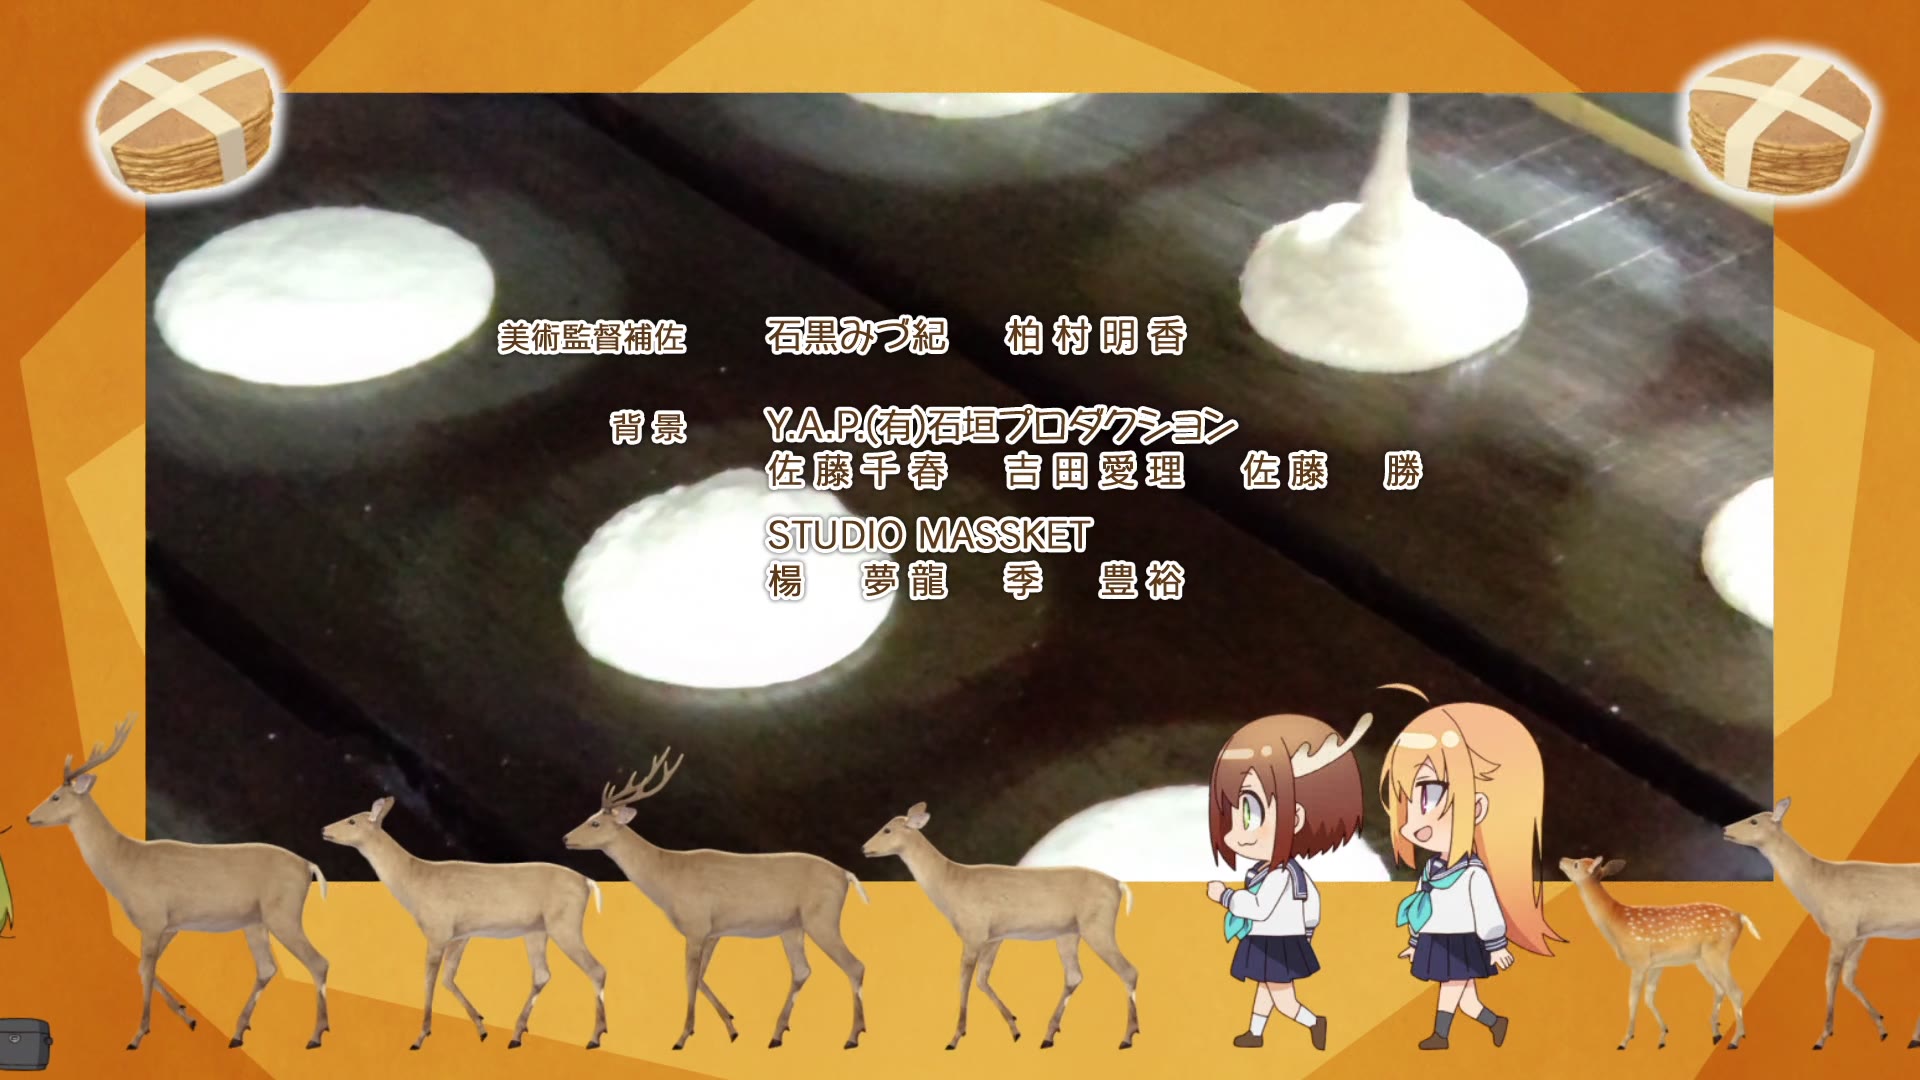 美術監督補佐 石黒みづ紀 柏村明香
背景 Y.A.P.(有)石垣プロダクション
佐藤千春 吉田愛理 佐藤 勝
STUDIO MASSKET
楊 夢龍 季 豊裕